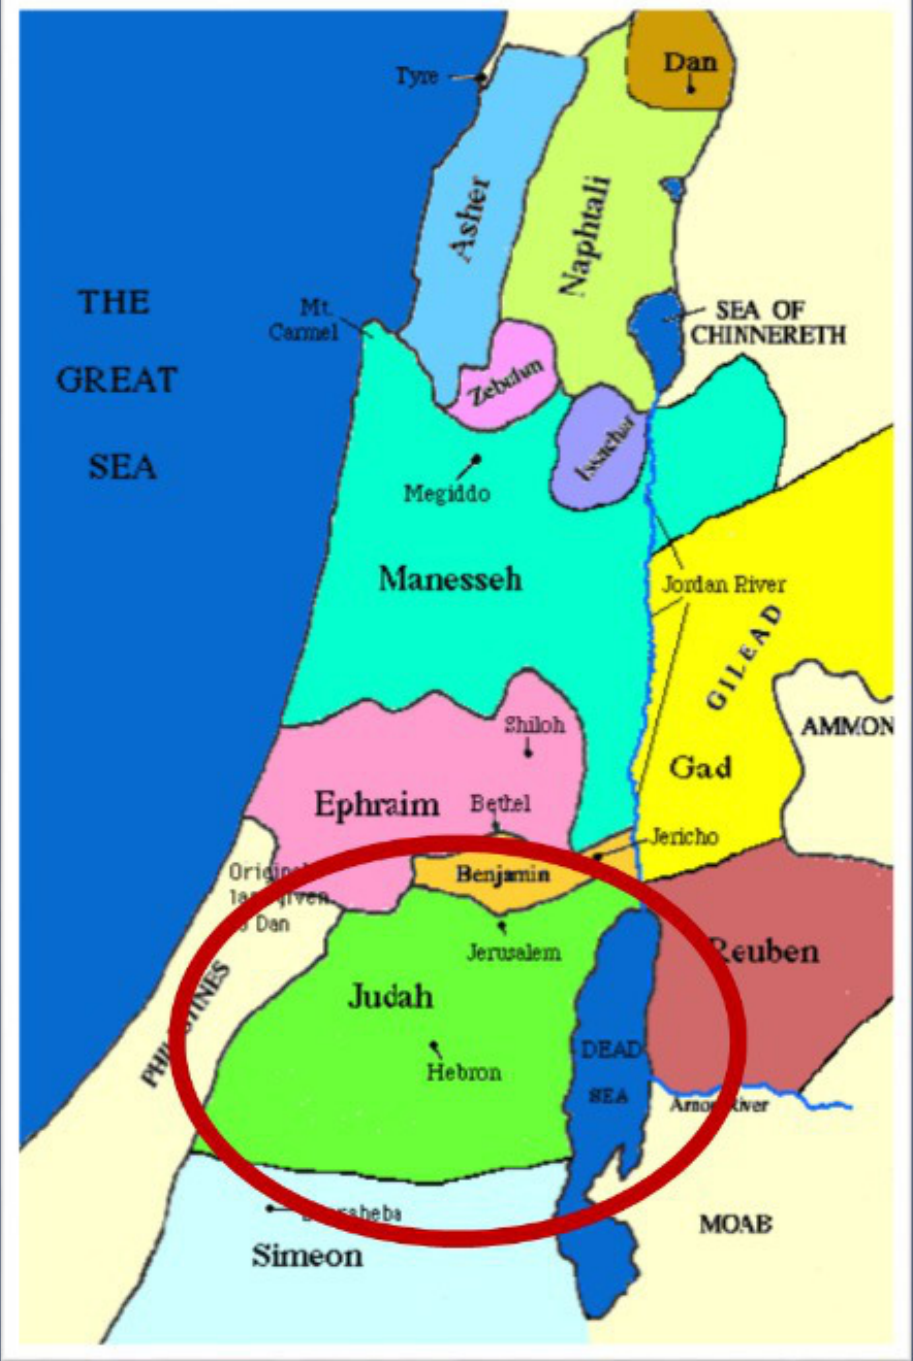 Dan
Tyre
Asher
Naphtali
THE
GREAT
SEA
Mt.
Carmel
SEA OF
CHINNERETH
Zebulun
Issachar
Megiddo
Manesseh
Jordan River
GILEAD
AMMON
Shiloh
Gad
Ephraim
Bethel
Jericho
Benjamin
Dan
Jerusalem
Reuben
Judah
PHILISTINES
Hebron
DEAD
SEA
Arnon River
MOAB
Simeon